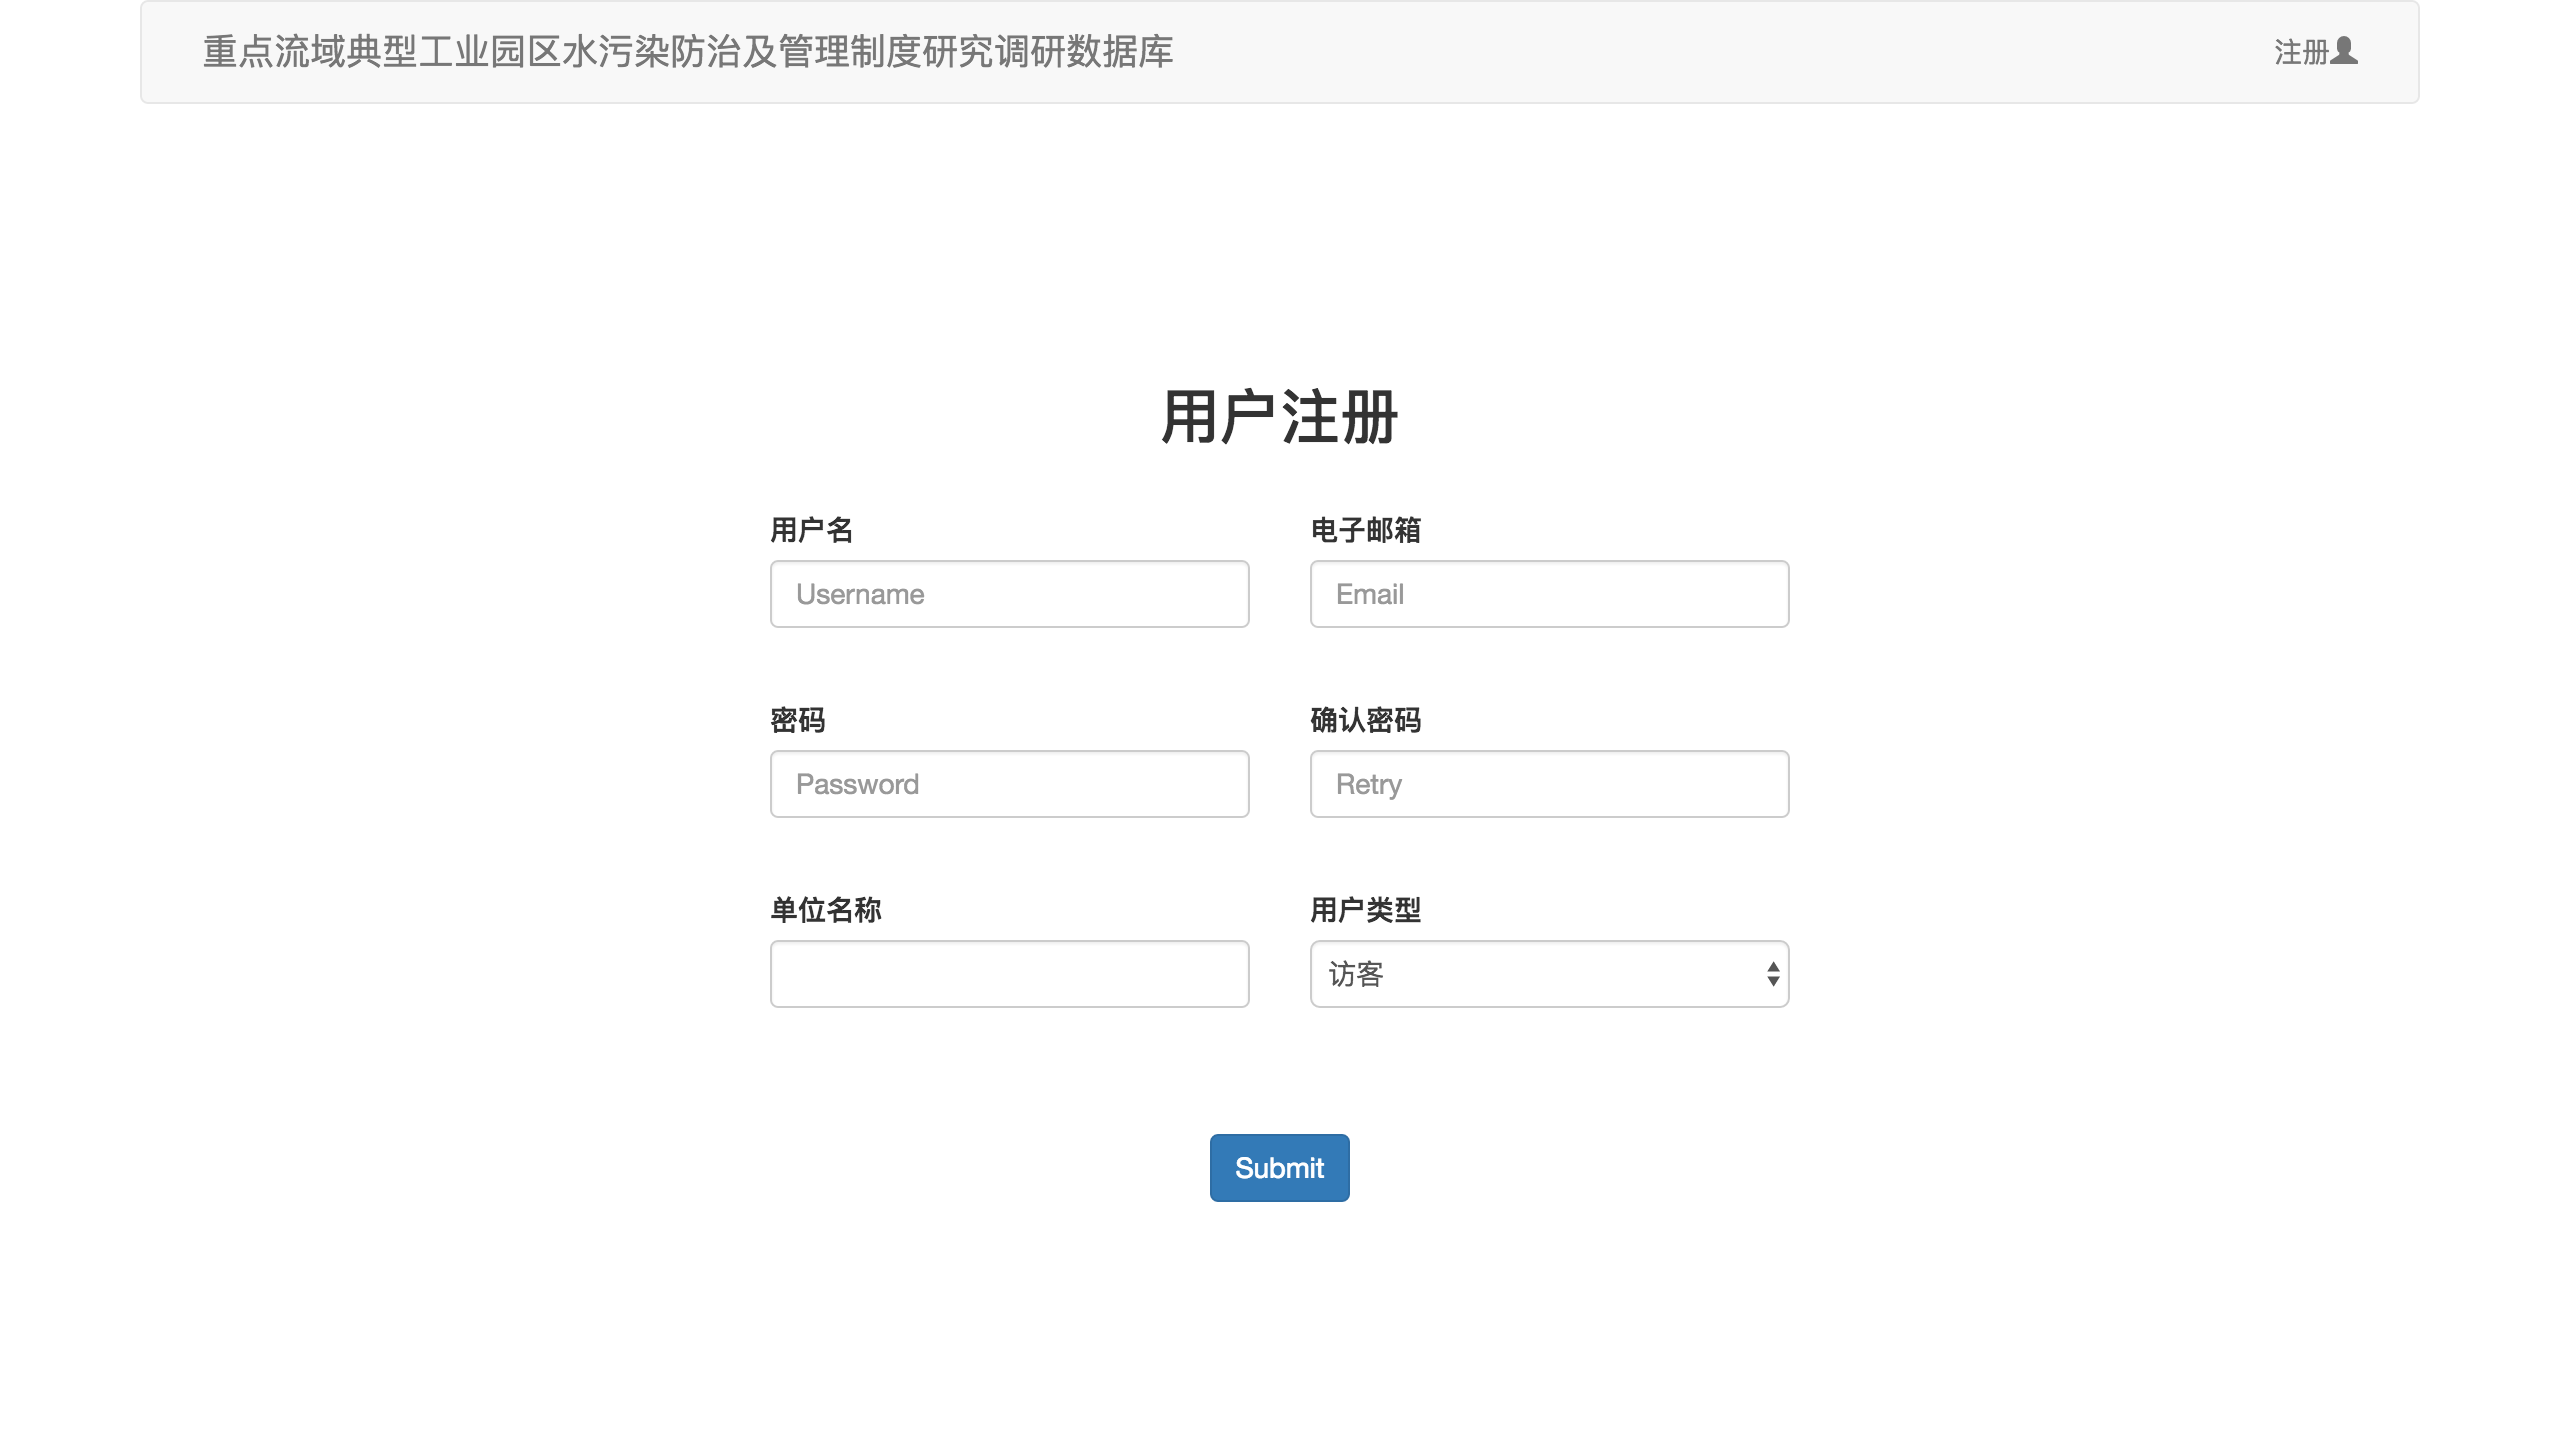 重点流域典型工业园区水污染防治及管理制度研究调研数据库
注册
用户注册
用户名
电子邮箱
Username
Email
密码
确认密码
Password
Retry
单位名称
用户类型
访客
Submit